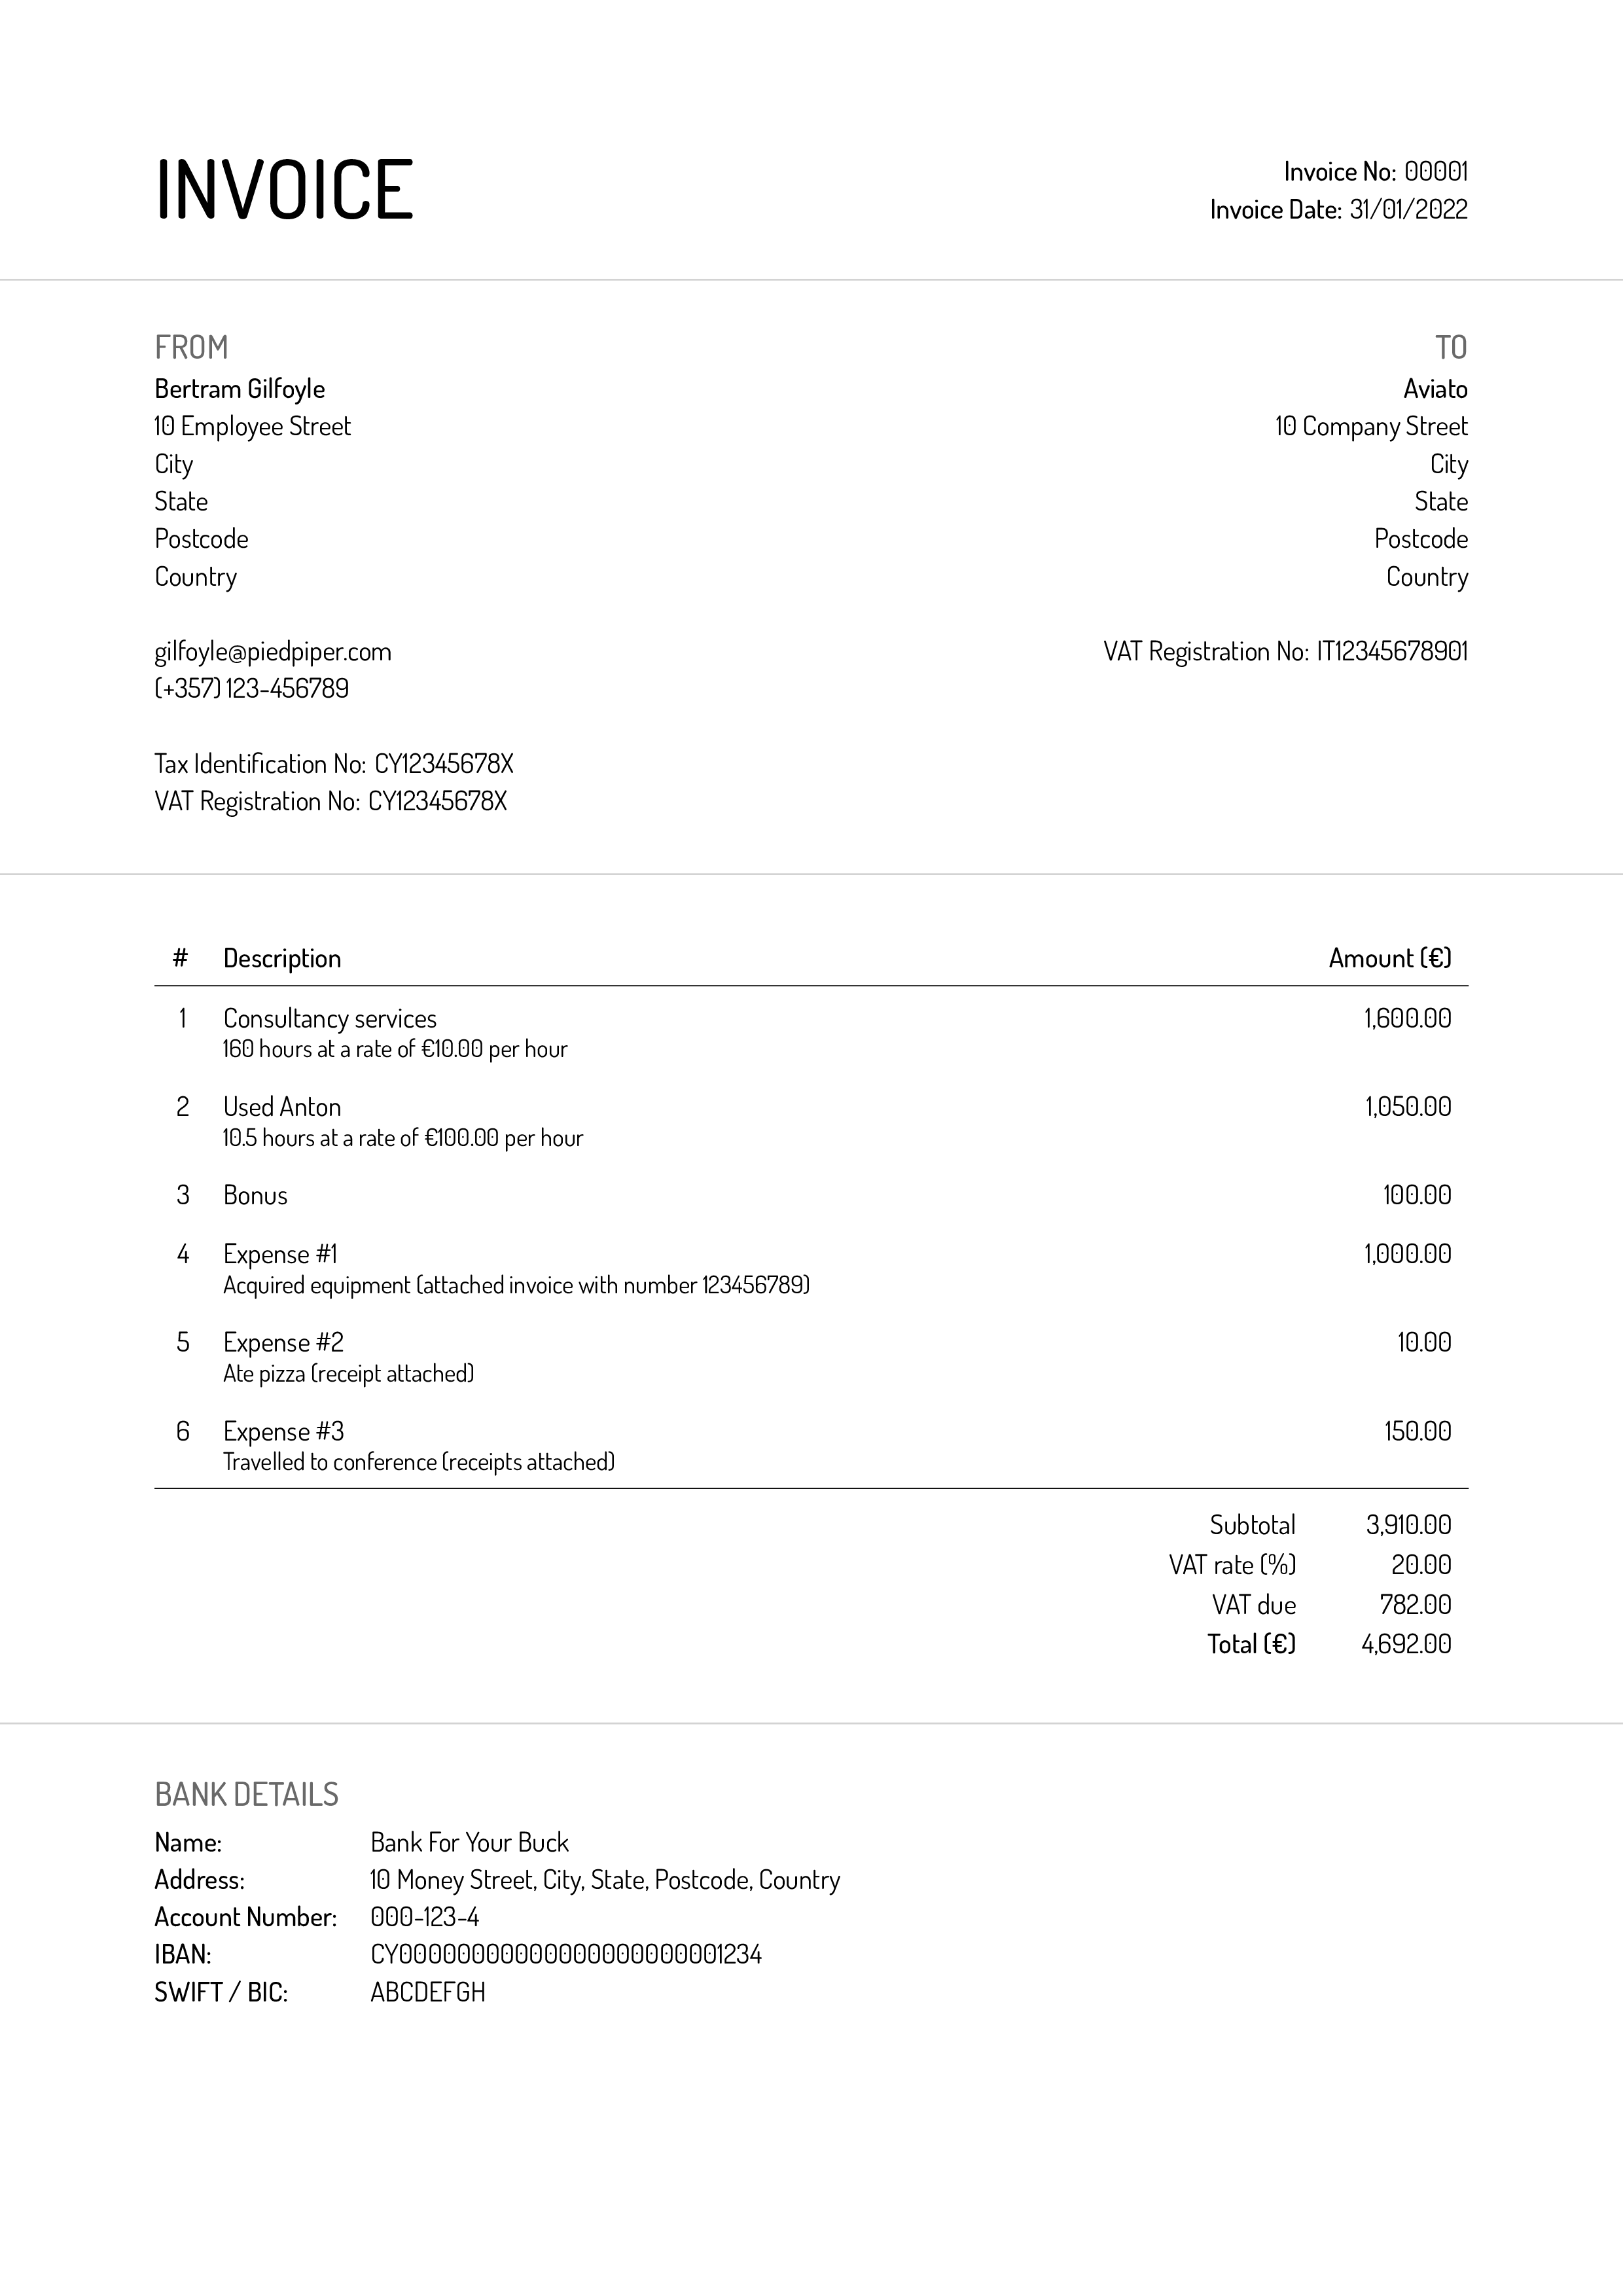 INVOICE
Invoice No: 00001
Invoice Date: 31/01/2022
FROM
Bertram Gilfoyle
10 Employee Street
City
State
Postcode
Country
gilfoyle@piedpiper.com
(+357) 123-456789
Tax Identification No: CY12345678X
VAT Registration No: CY12345678X
TO
Aviato
10 Company Street
City
State
Postcode
Country
VAT Registration No: IT12345678901
# Description Amount (€)
1 Consultancy services 1,600.00
160 hours at a rate of €10.00 per hour
2 Used Anton 1,050.00
10.5 hours at a rate of €100.00 per hour
3 Bonus 100.00
4 Expense #1 1,000.00
Acquired equipment (attached invoice with number 123456789)
5 Expense #2 10.00
Ate pizza (receipt attached)
6 Expense #3 150.00
Travelled to conference (receipts attached)
Subtotal 3,910.00
VAT rate (%) 20.00
VAT due 782.00
Total (€) 4,692.00
BANK DETAILS
Name: Bank For Your Buck
Address: 10 Money Street, City, State, Postcode, Country
Account Number: 000-123-4
IBAN: CY00000000000000000000001234
SWIFT / BIC: ABCDEFGH